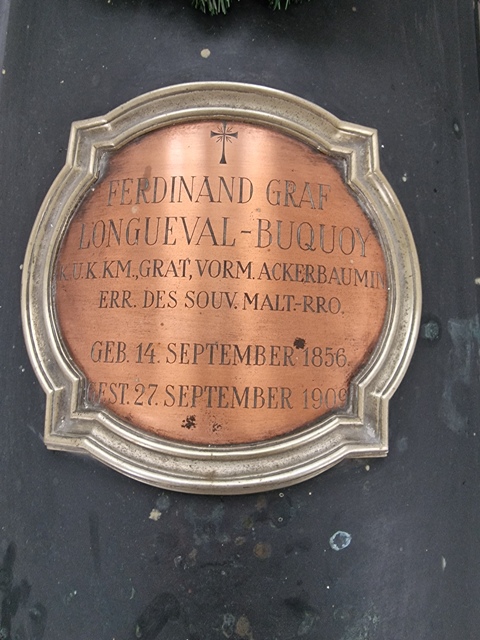 FERDINAND GRAF
LONGUEVAL-BUQUOY
K.U.K.KM.,GRAT, VORM. ACKERBAUMIN
ERR. DES SOUV. MALT.-RRO.
GEB. 14. SEPTEMBER 1856.
GEST. 27. SEPTEMBER 1909